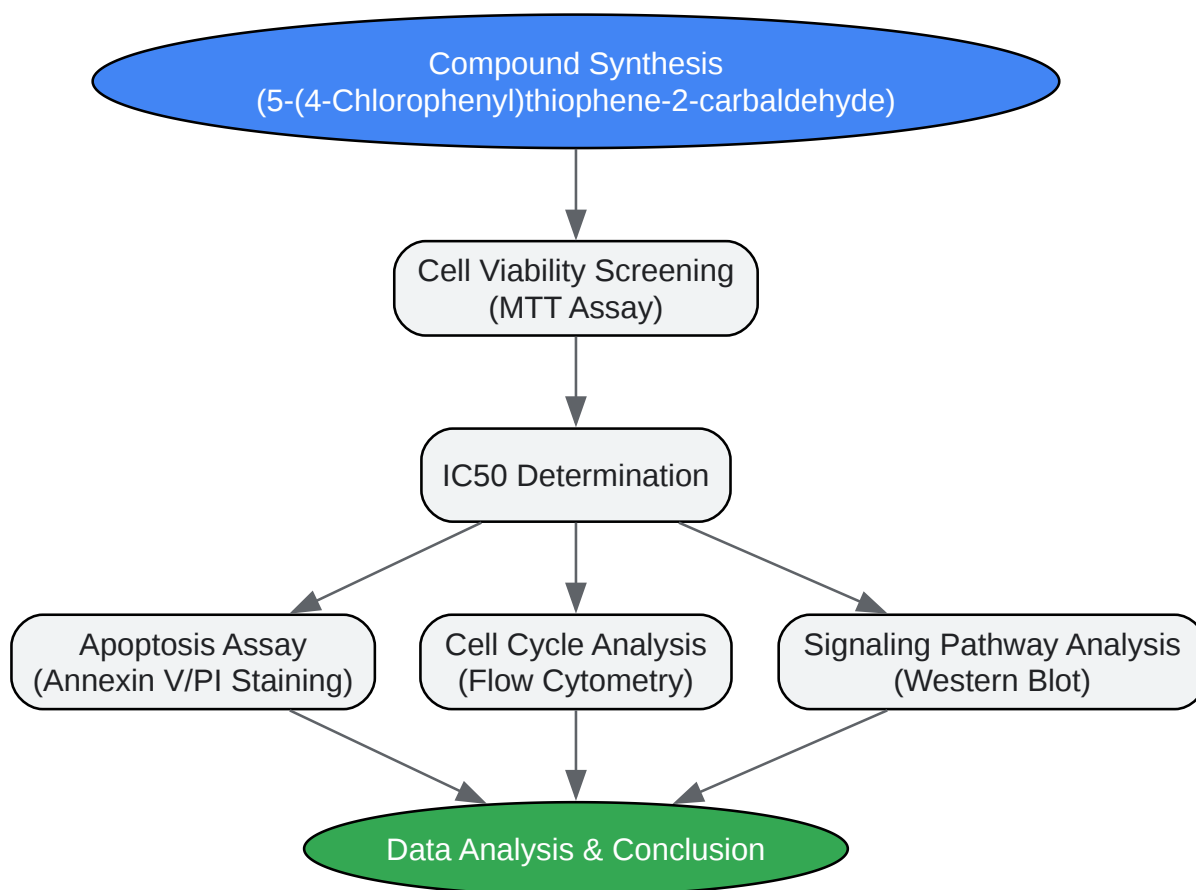 Compound Synthesis
(5-(4-Chlorophenyl)thiophene-2-carbaldehyde)
Cell Viability Screening
(MTT Assay)
IC50 Determination
Apoptosis Assay
(Annexin V/PI Staining)
Cell Cycle Analysis
(Flow Cytometry)
Signaling Pathway Analysis
(Western Blot)
Data Analysis & Conclusion